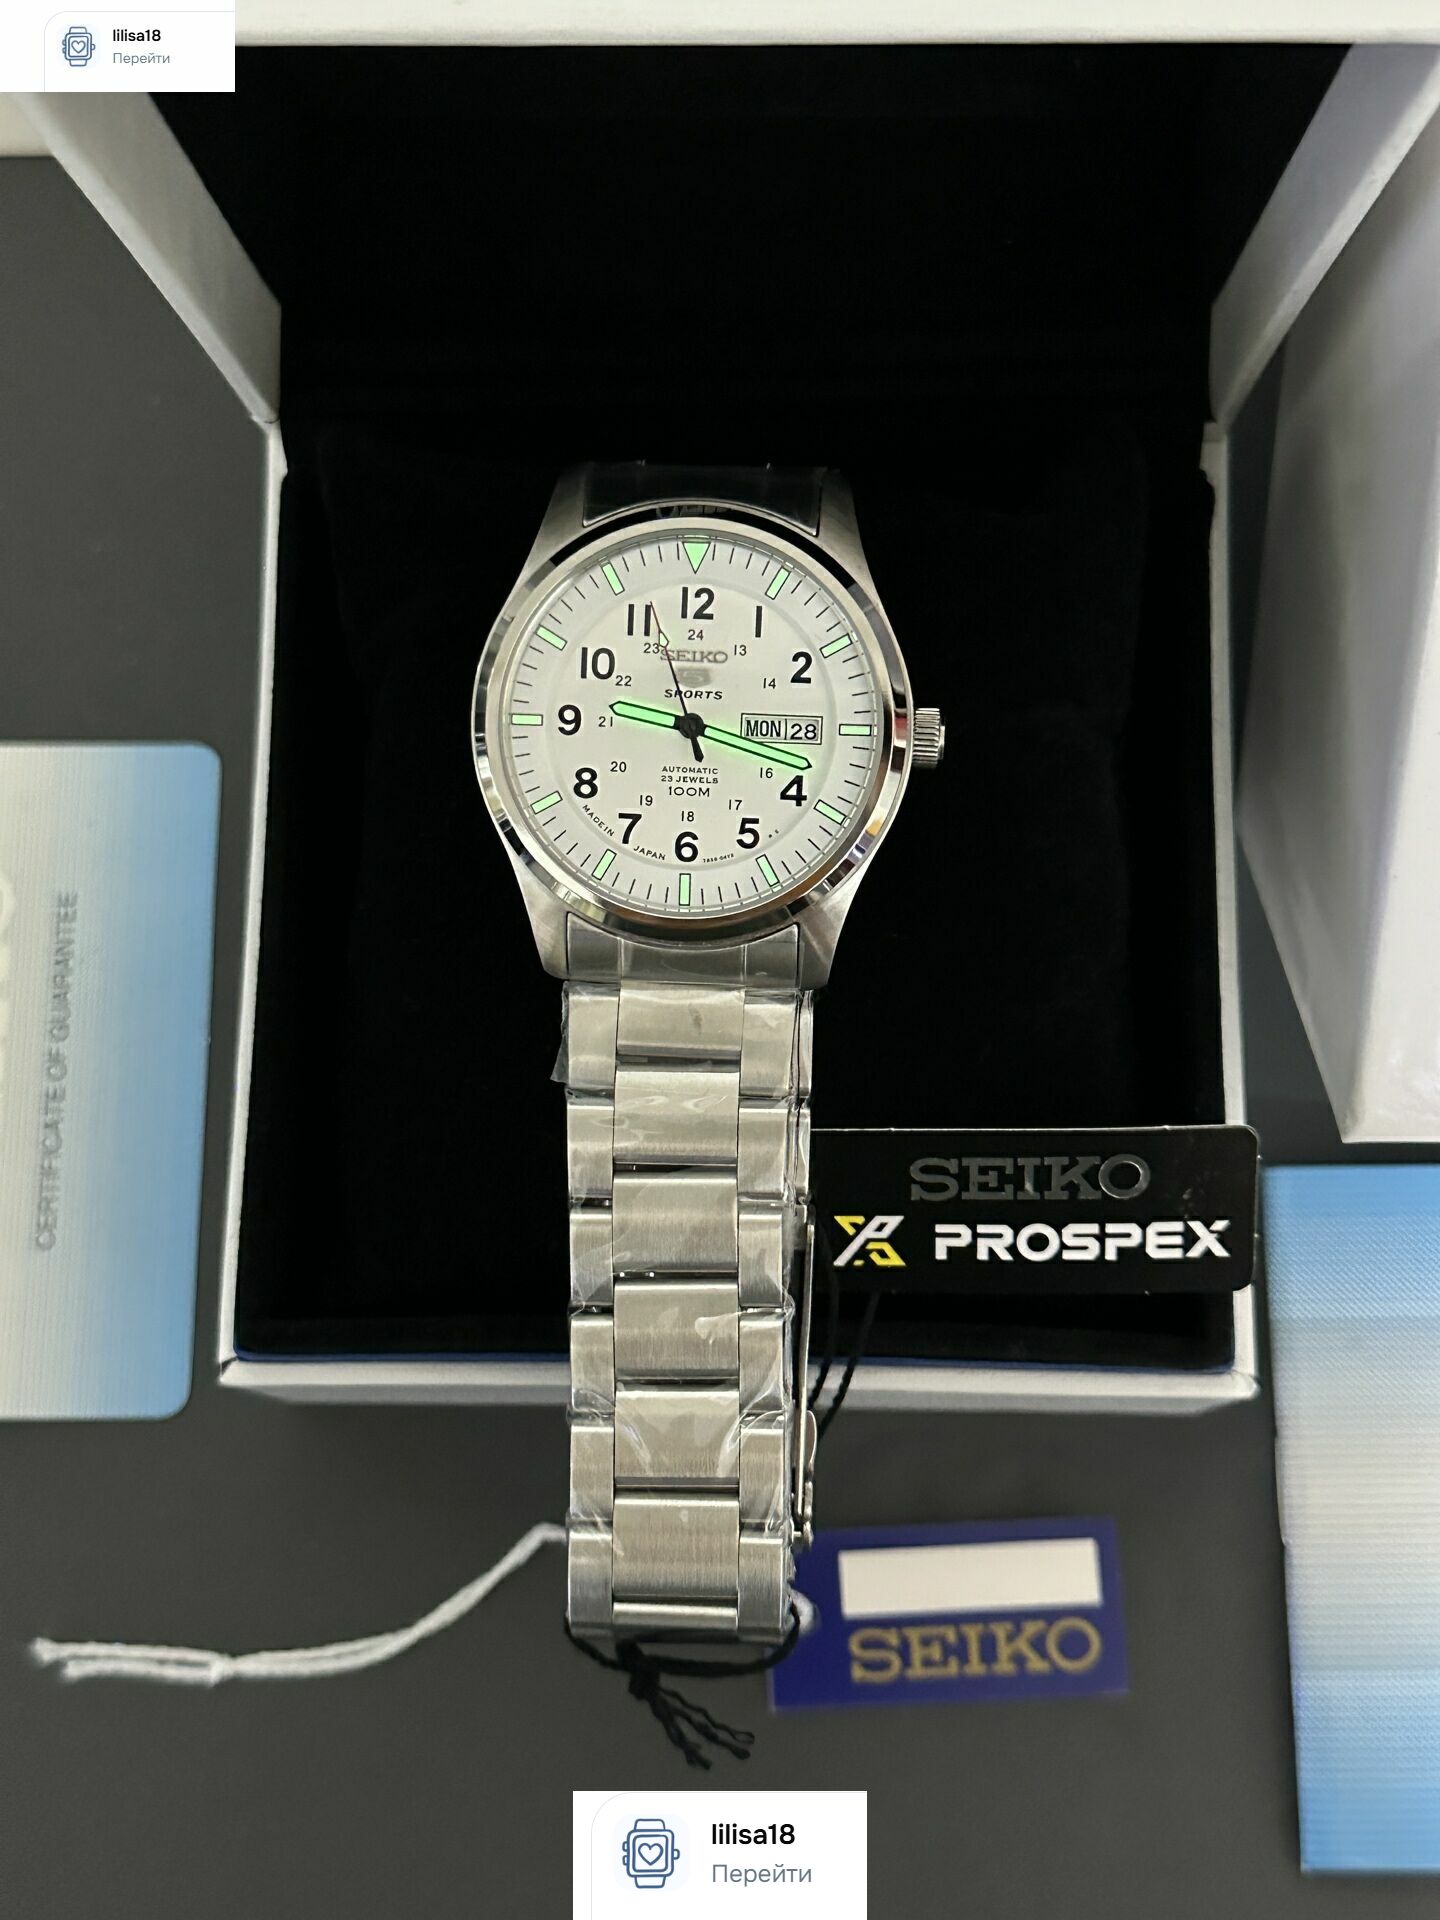 lilisa18
Перейти
12
11
1
24
23
13
SEIKO
10
2
22
14
5
SPORTS
9
21
MON 28
AUTOMATIC
23 JEWELS
100M
20
16
8
4
19
17
18
7
5
6
MADE IN
JAPAN
CERTIFICATE OF GUARANTEE
SEIKO
PROSPEX
SEIKO
lilisa18
Перейти